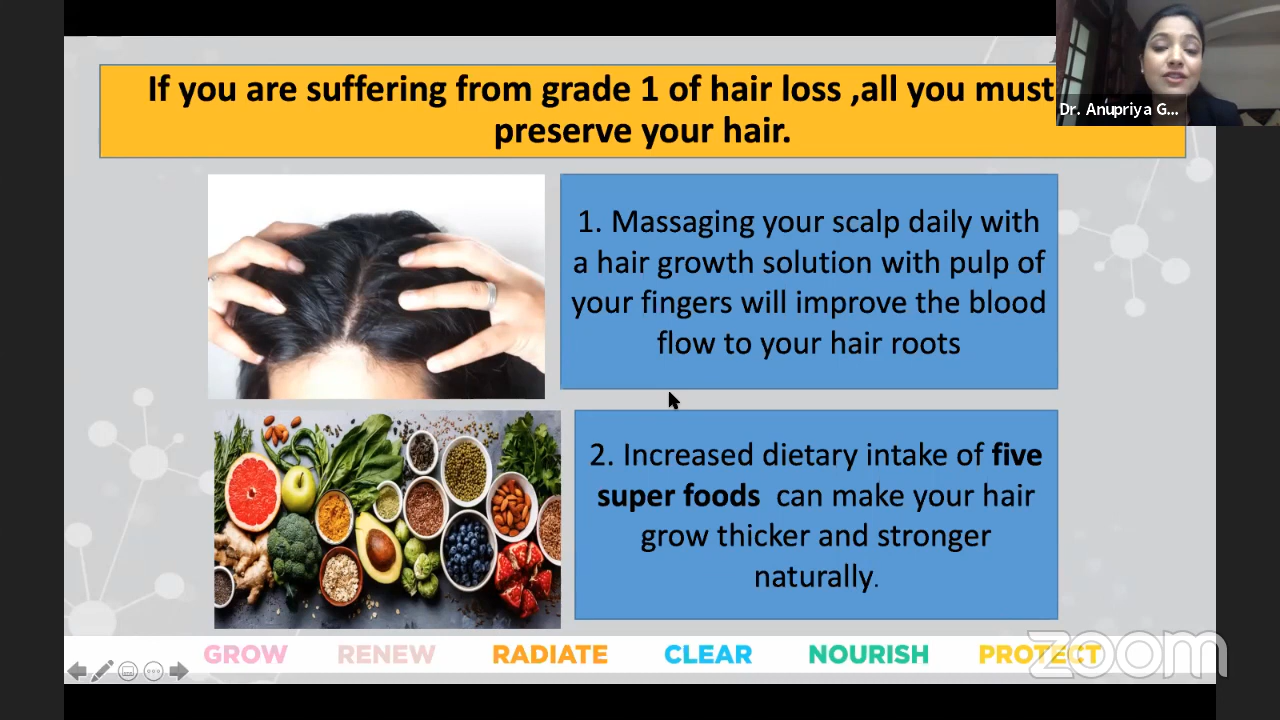 If you are suffering from grade 1 of hair loss ,all you must
preserve your hair.
Dr. Anupriya G...
1. Massaging your scalp daily with
a hair growth solution with pulp of
your fingers will improve the blood
flow to your hair roots
2. Increased dietary intake of five
super foods can make your hair
grow thicker and stronger
naturally.
GROW RENEW RADIATE CLEAR NOURISH PROTECT
zoom